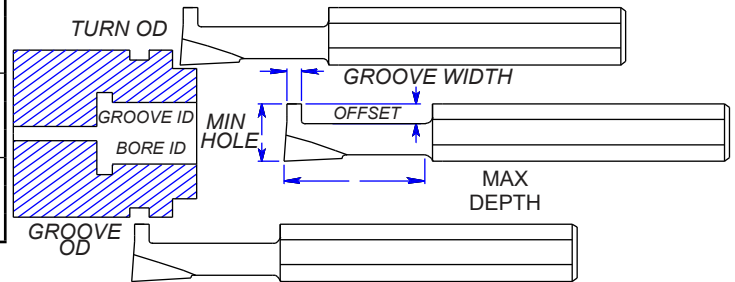 TURN OD
GROOVE WIDTH
GROOVE ID
MIN
HOLE
OFFSET
BORE ID
MAX
DEPTH
GROOVE
OD